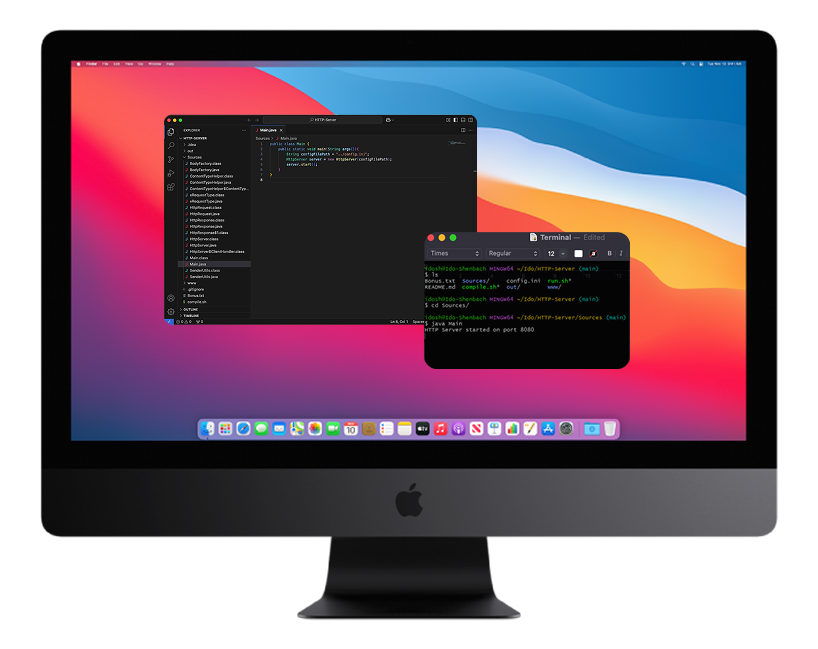 Finder File Edit View Go Window Help
HTTP-Server
EXPLORER
Main.java
HTTP-SERVER
Sources > Main.java
.idea
out
Sources
BodyFactory.class
BodyFactory.java
ContentTypeHelper.class
ContentTypeHelper.java
ContentTypeHelper$ContentTyp...
eRequestType.class
eRequestType.java
HttpRequest.class
HttpRequest.java
HttpResponse.class
HttpResponse.java
HttpResponse$1.class
HttpServer.class
HttpServer.java
HttpServer$ClientHandler.class
Main.class
Main.java
SenderUtils.class
SenderUtils.java
www
.gitignore
Bonus.txt
compile.sh
OUTLINE
TIMELINE
1 public class Main {
2 public static void main(String args[]){
3 String configFilePath = "../config.ini";
4 HttpServer server = new HttpServer(configFilePath);
5 server.start();
6 }
7 }
8
Ln 8, Col 1 Spaces
Terminal — Edited
Times Regular 12 B I
idosh@Ido-Shenbach MINGW64 ~/Ido/HTTP-Server (main)
$ ls
Bonus.txt Sources/ config.ini run.sh*
README.md compile.sh* out/ www/
idosh@Ido-Shenbach MINGW64 ~/Ido/HTTP-Server (main)
$ cd Sources/
idosh@Ido-Shenbach MINGW64 ~/Ido/HTTP-Server/Sources (main)
$ java Main
HTTP Server started on port 8080
10
tv